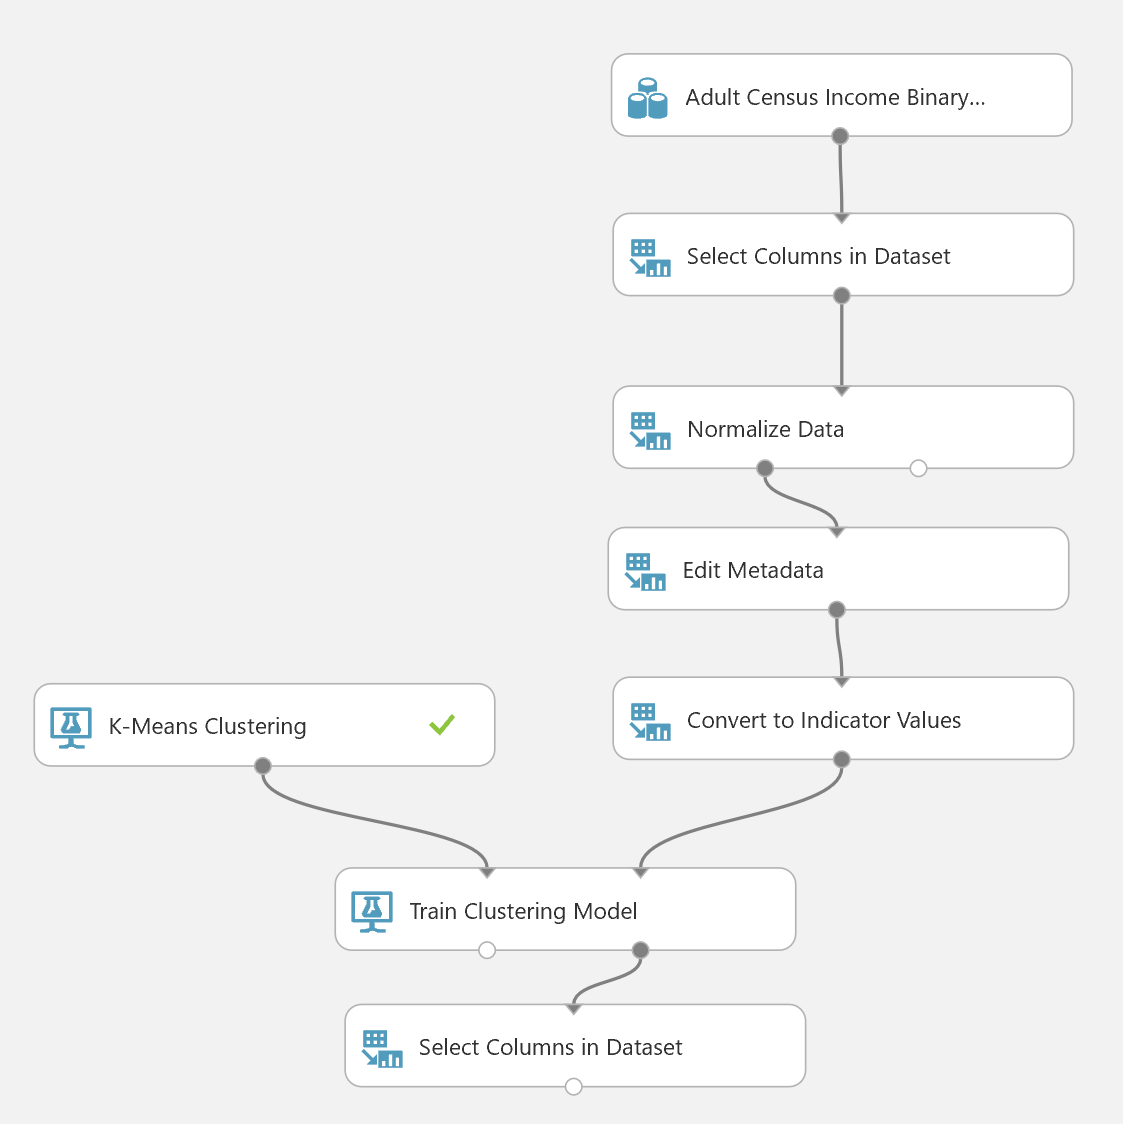 Adult Census Income Binary...
Select Columns in Dataset
Normalize Data
Edit Metadata
K-Means Clustering
Convert to Indicator Values
Train Clustering Model
Select Columns in Dataset